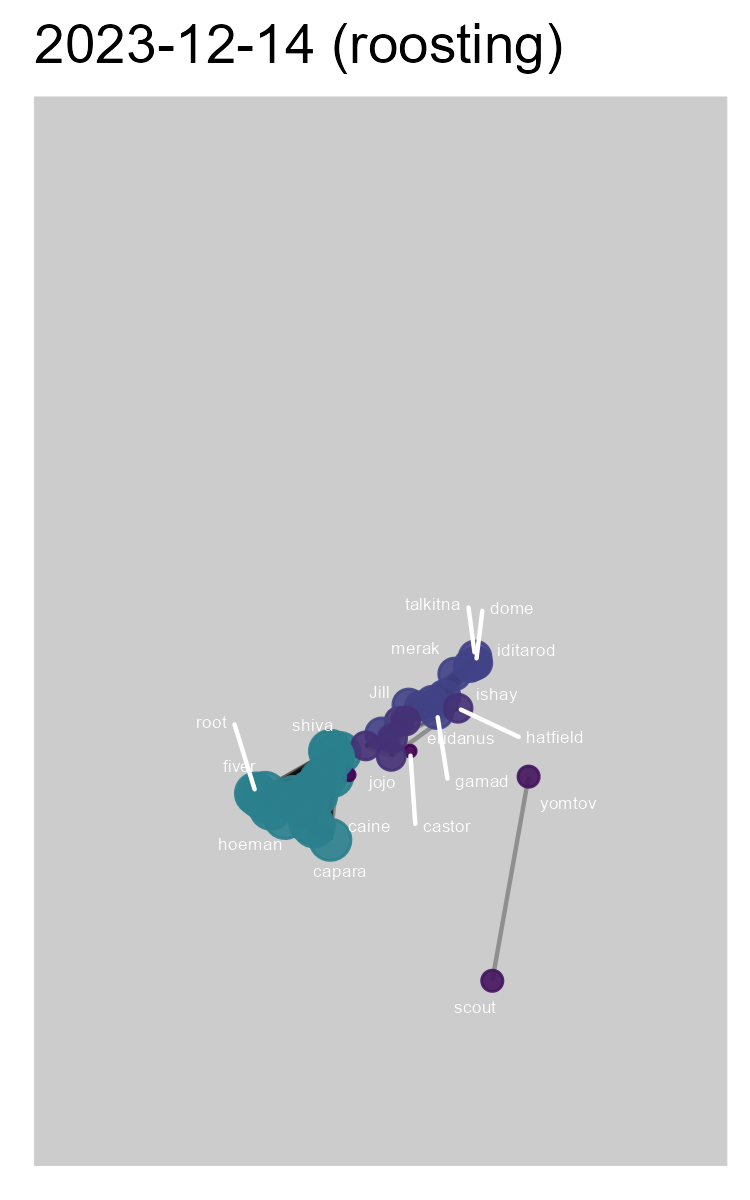 2023-12-14 (roosting)
talkitna
dome
merak
iditarod
Jill
ishay
root
shiva
eridanus
hatfield
fiver
jojo
gamad
yomtov
caine
castor
hoeman
capara
scout